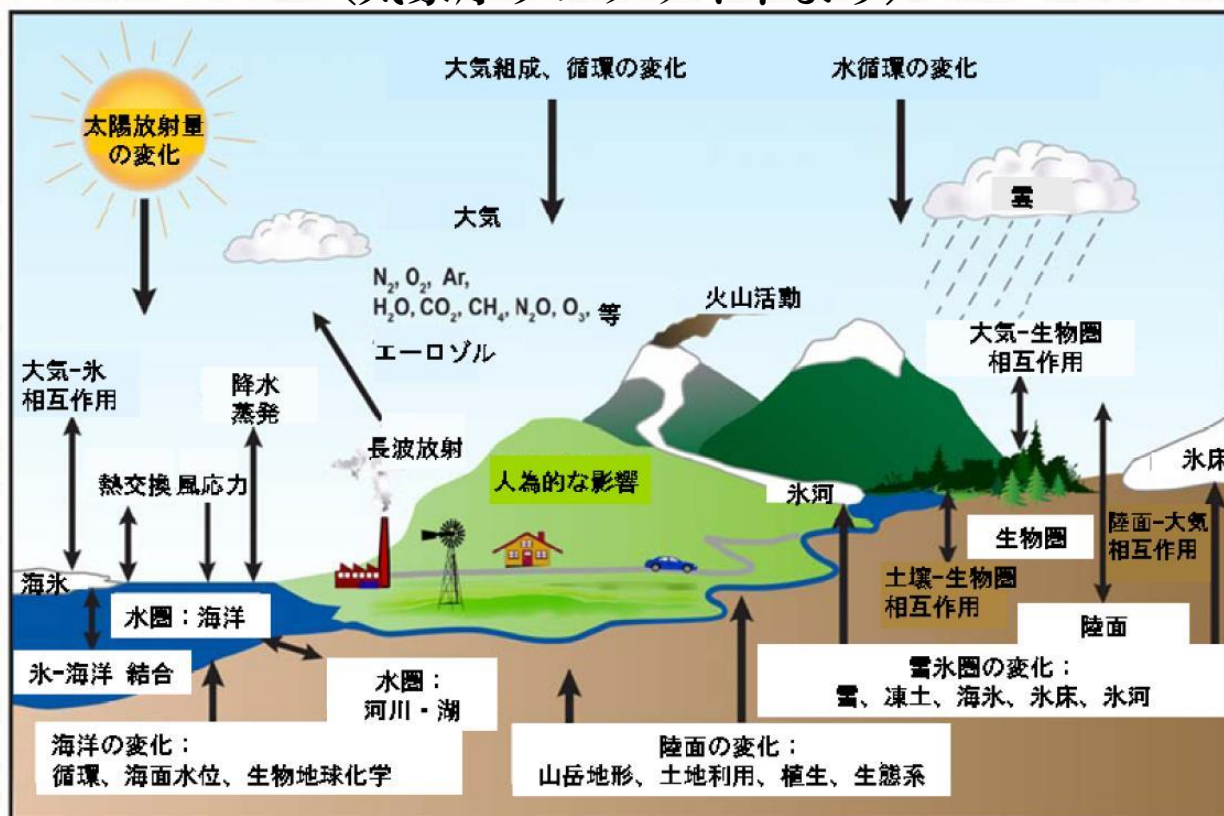 大気組成、循環の変化
水循環の変化
太陽放射量
の変化
雲
大気
N₂, O₂, Ar,
H₂O, CO₂, CH₄, N₂O, O₃, 等
エーロゾル
火山活動
大気-氷
相互作用
降水
蒸発
大気-生物圏
相互作用
長波放射
熱交換 風応力
人為的な影響
氷河
氷床
生物圏
陸面-大気
相互作用
海氷
土壌-生物圏
相互作用
水圏：海洋
陸面
氷-海洋 結合
水圏：
河川・湖
雪氷圏の変化：
雪、凍土、海氷、氷床、氷河
海洋の変化：
循環、海面水位、生物地球化学
陸面の変化：
山岳地形、土地利用、植生、生態系